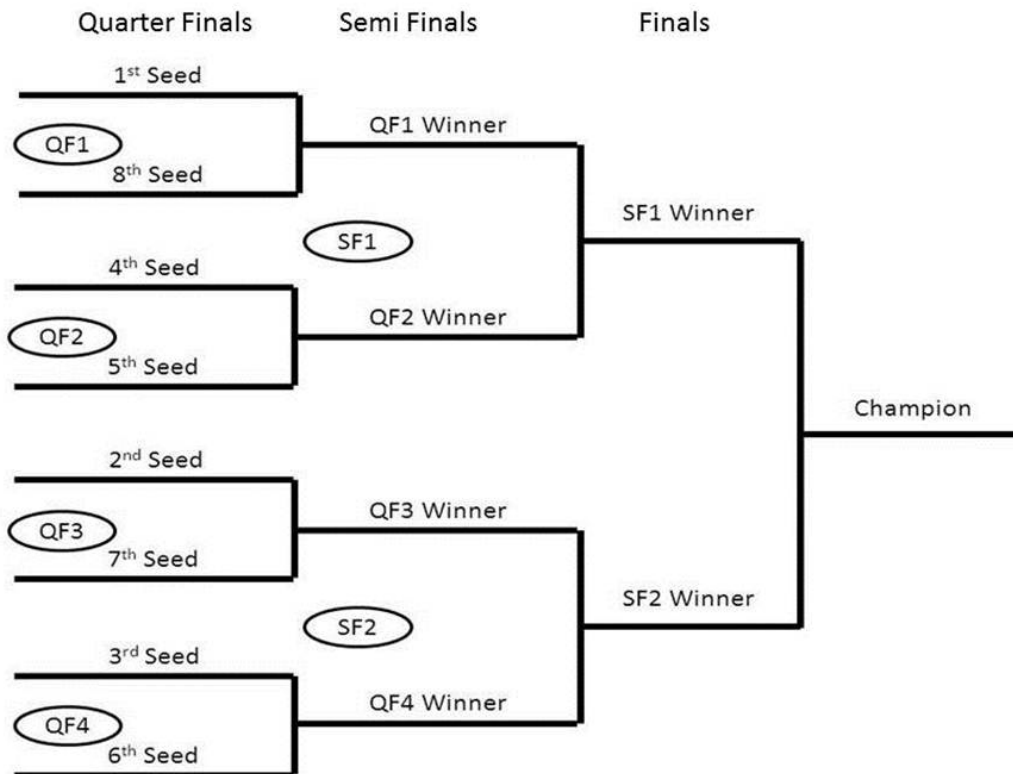 Quarter Finals Semi Finals Finals
1st Seed
QF1 Winner
QF1
8th Seed
SF1 Winner
SF1
4th Seed
QF2 Winner
QF2
5th Seed
Champion
2nd Seed
QF3 Winner
QF3
7th Seed
SF2 Winner
SF2
3rd Seed
QF4 Winner
QF4
6th Seed